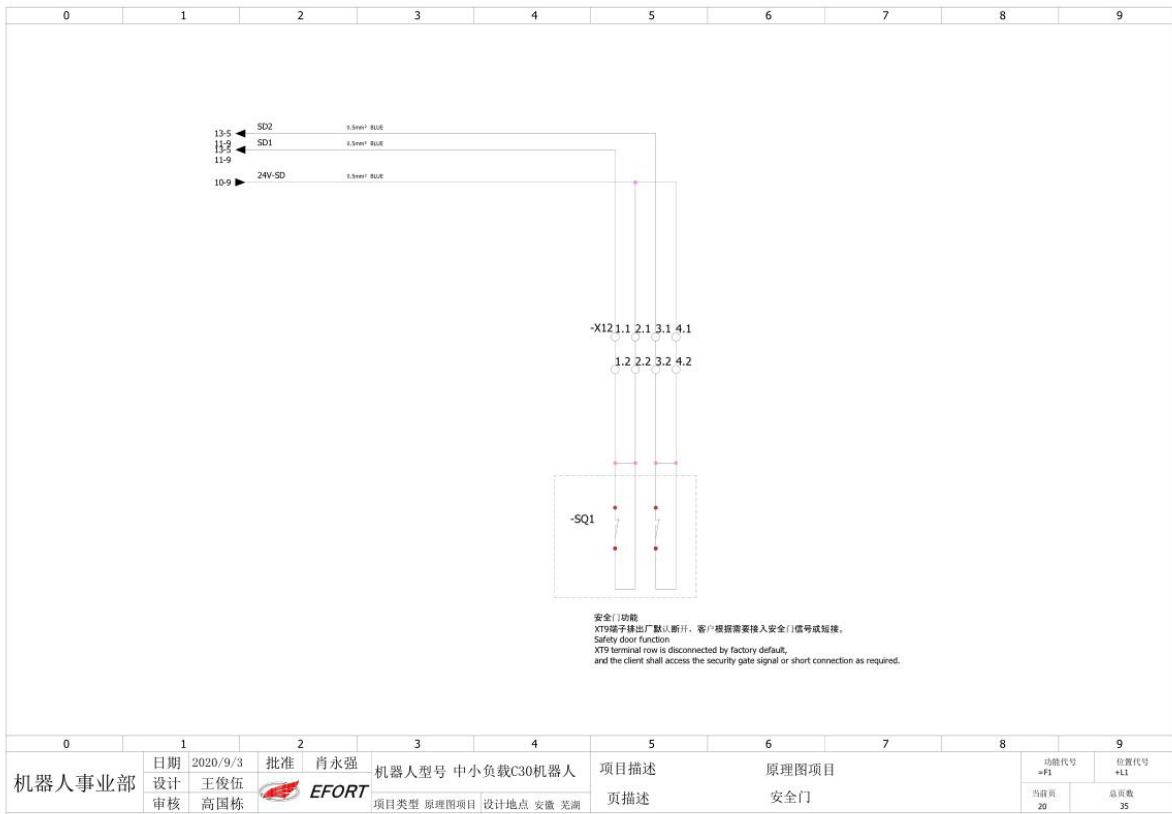 0 1 2 3 4 5 6 7 8 9
13-5 SD2 0.5mm² BLUE
11-9
13-5 SD1 0.5mm² BLUE
11-9
10-9 24V-SD 0.5mm² BLUE
-X12 1.1 2.1 3.1 4.1
1.2 2.2 3.2 4.2
-SQ1
安全门功能
XT9端子排出厂默认断开，客户根据需要接入安全门信号或短接。
Safety door function
XT9 terminal row is disconnected by factory default,
and the client shall access the security gate signal or short connection as required.
0 1 2 3 4 5 6 7 8 9
机器人事业部
日期 2020/9/3 批准 肖永强
设计 王俊伍
审核 高国栋
EFORT
机器人型号 中小负载C30机器人
项目类型 原理图项目 设计地点 安徽 芜湖
项目描述 原理图项目
页描述 安全门
功能代号 位置代号
=F1 +L1
当前页 总页数
20 35